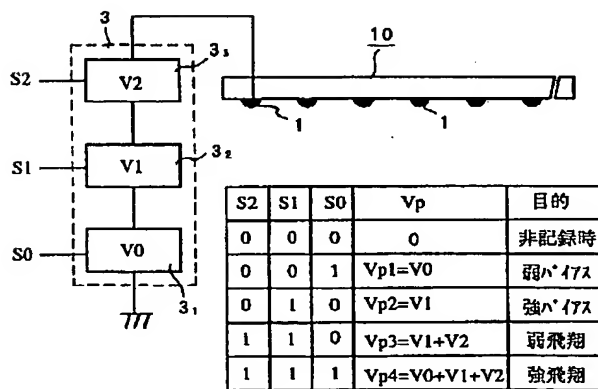 3
S2
V2
3₃
10
1
1
S1
V1
3₂
S0
V0
3₁
S2 S1 S0 Vp 目的
0 0 0 0 非記録時
0 0 1 Vp1=V0 弱バイアス
0 1 0 Vp2=V1 強バイアス
1 1 0 Vp3=V1+V2 弱飛翔
1 1 1 Vp4=V0+V1+V2 強飛翔